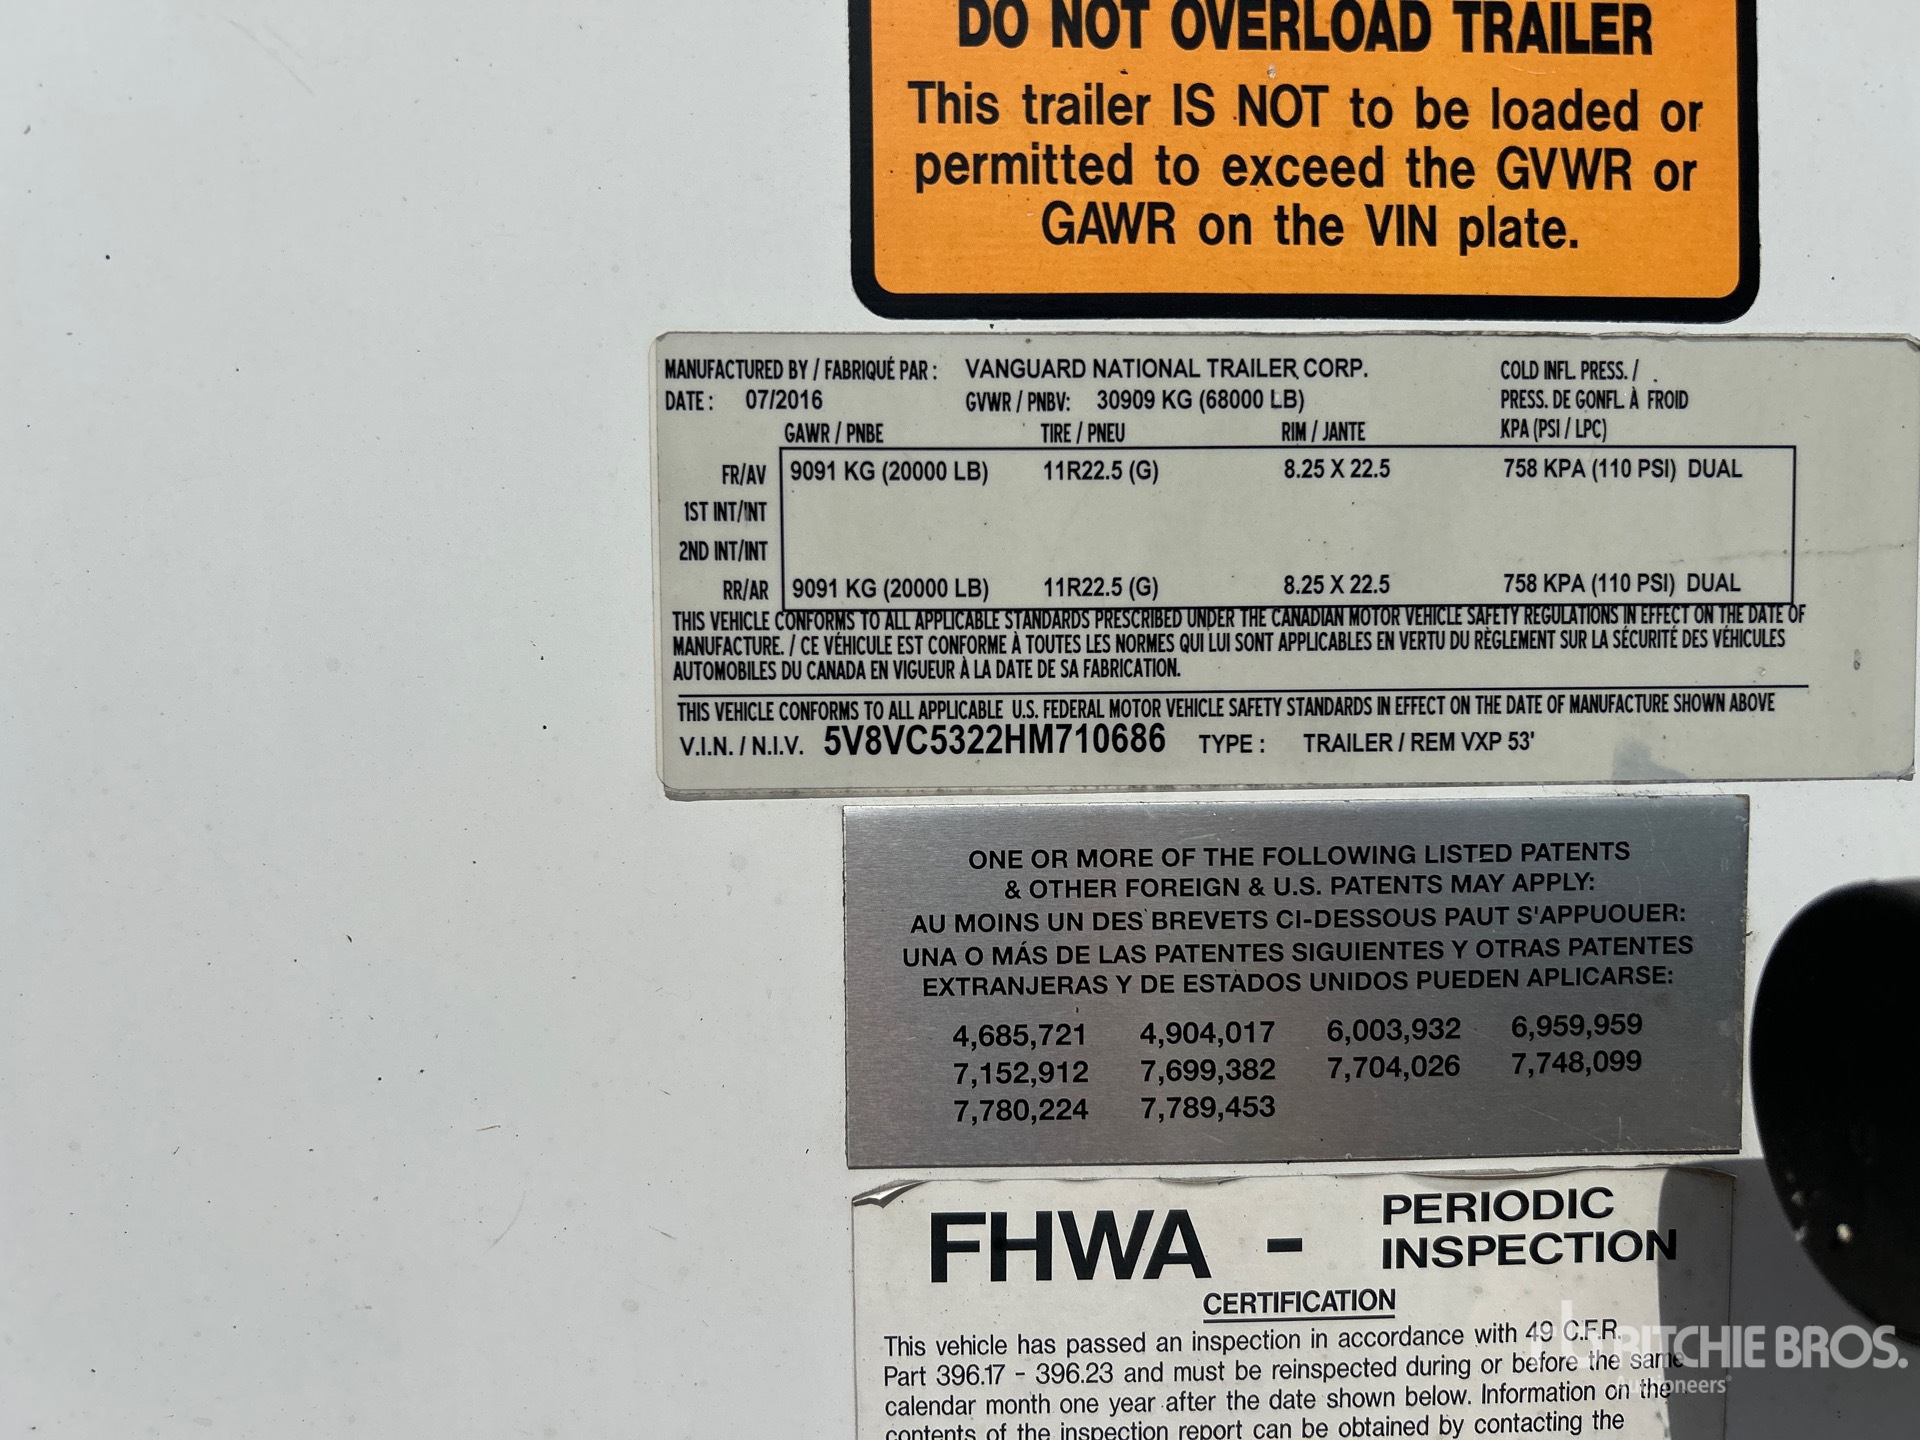 DO NOT OVERLOAD TRAILER
This trailer IS NOT to be loaded or
permitted to exceed the GVWR or
GAWR on the VIN plate.
MANUFACTURED BY / FABRIQUÉ PAR : VANGUARD NATIONAL TRAILER CORP. COLD INFL. PRESS. /
DATE : 07/2016 GVWR / PNBV: 30909 KG (68000 LB) PRESS. DE GONFL. À FROID
GAWR / PNBE TIRE / PNEU RIM / JANTE KPA (PSI / LPC)
FR/AV 9091 KG (20000 LB) 11R22.5 (G) 8.25 X 22.5 758 KPA (110 PSI) DUAL
1ST INT/INT
2ND INT/INT
RR/AR 9091 KG (20000 LB) 11R22.5 (G) 8.25 X 22.5 758 KPA (110 PSI) DUAL
THIS VEHICLE CONFORMS TO ALL APPLICABLE STANDARDS PRESCRIBED UNDER THE CANADIAN MOTOR VEHICLE SAFETY REGULATIONS IN EFFECT ON THE DATE OF
MANUFACTURE. / CE VÉHICULE EST CONFORME À TOUTES LES NORMES QUI LUI SONT APPLICABLES EN VERTU DU RÈGLEMENT SUR LA SÉCURITÉ DES VÉHICULES
AUTOMOBILES DU CANADA EN VIGUEUR À LA DATE DE SA FABRICATION.
THIS VEHICLE CONFORMS TO ALL APPLICABLE U.S. FEDERAL MOTOR VEHICLE SAFETY STANDARDS IN EFFECT ON THE DATE OF MANUFACTURE SHOWN ABOVE
V.I.N. / N.I.V. 5V8VC5322HM710686 TYPE : TRAILER / REM VXP 53'
ONE OR MORE OF THE FOLLOWING LISTED PATENTS
& OTHER FOREIGN & U.S. PATENTS MAY APPLY:
AU MOINS UN DES BREVETS CI-DESSOUS PAUT S'APPUOUER:
UNA O MÁS DE LAS PATENTES SIGUIENTES Y OTRAS PATENTES
EXTRANJERAS Y DE ESTADOS UNIDOS PUEDEN APLICARSE:
4,685,721 4,904,017 6,003,932 6,959,959
7,152,912 7,699,382 7,704,026 7,748,099
7,780,224 7,789,453
FHWA - PERIODIC
INSPECTION
CERTIFICATION
This vehicle has passed an inspection in accordance with 49 C.F.R.
Part 396.17 - 396.23 and must be reinspected during or before the same
calendar month one year after the date shown below. Information on the
contents of the inspection report can be obtained by contacting the
RITCHIE BROS.
Auctioneers